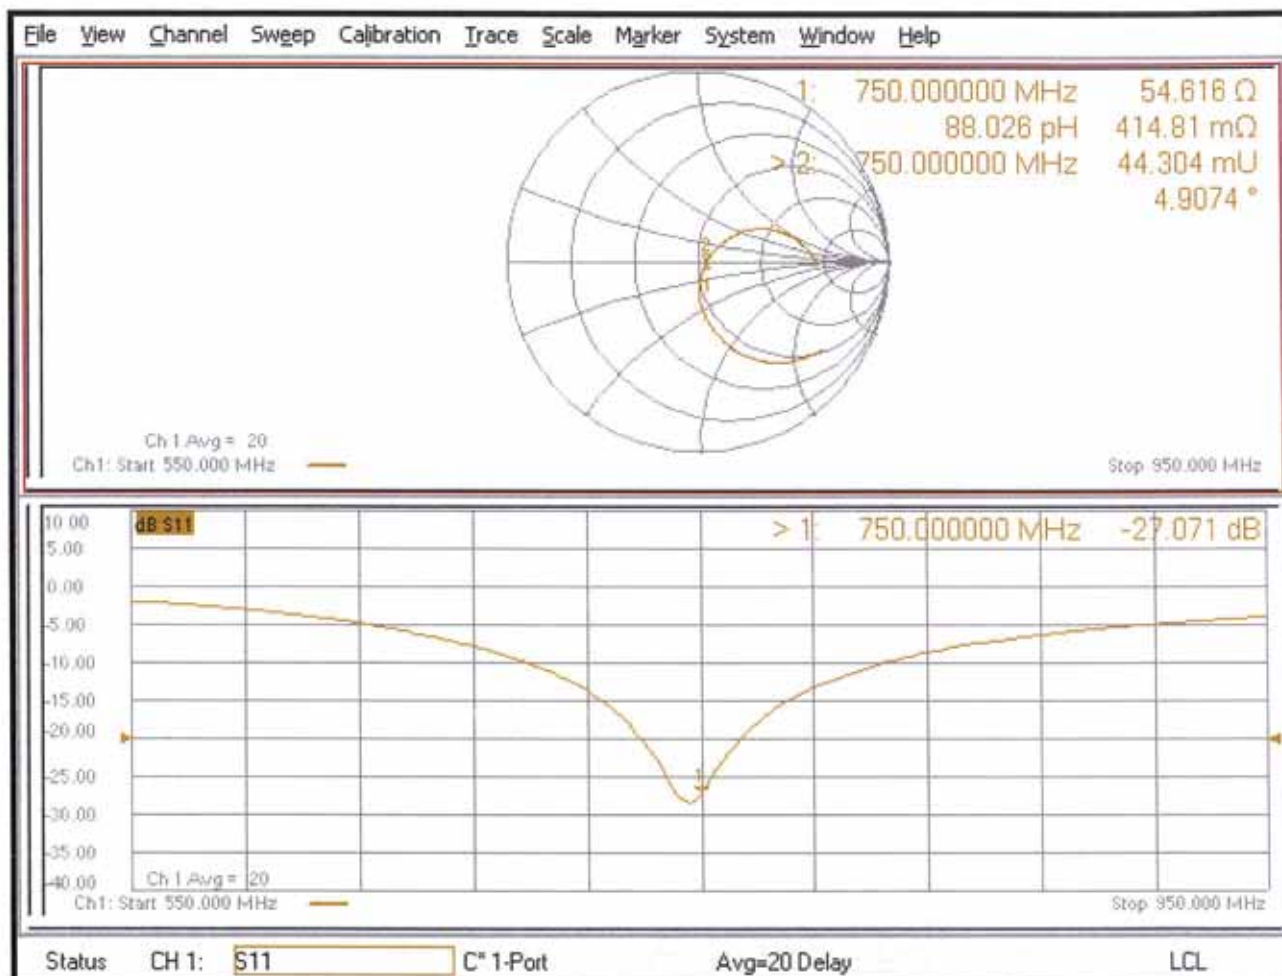 File View Channel Sweep Calibration Trace Scale Marker System Window Help
1: 750.000000 MHz 54.616 Ω
88.026 pH 414.81 mΩ
> 2: 750.000000 MHz 44.304 mU
4.9074 °
Ch 1 Avg = 20
Ch1: Start 550.000 MHz
Stop 950.000 MHz
10.00
dB S11
> 1: 750.000000 MHz -27.071 dB
5.00
0.00
-5.00
-10.00
-15.00
-20.00
-25.00
1
-30.00
-35.00
-40.00
Ch 1 Avg = 20
Ch1: Start 550.000 MHz
Stop 950.000 MHz
Status CH 1: S11 C* 1-Port Avg=20 Delay LCL